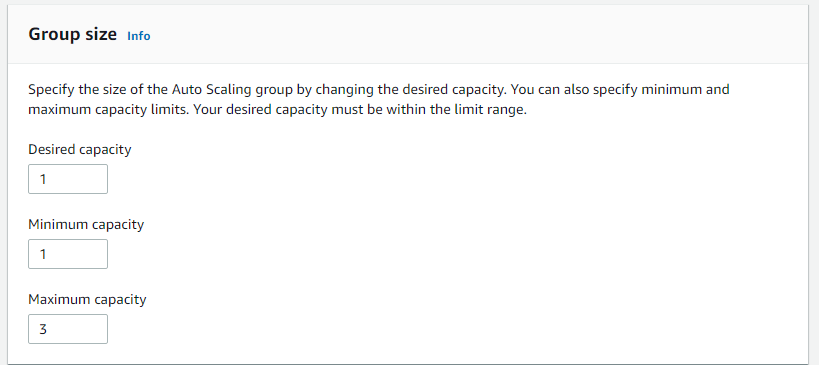 Group size Info
Specify the size of the Auto Scaling group by changing the desired capacity. You can also specify minimum and
maximum capacity limits. Your desired capacity must be within the limit range.
Desired capacity
1
Minimum capacity
1
Maximum capacity
3